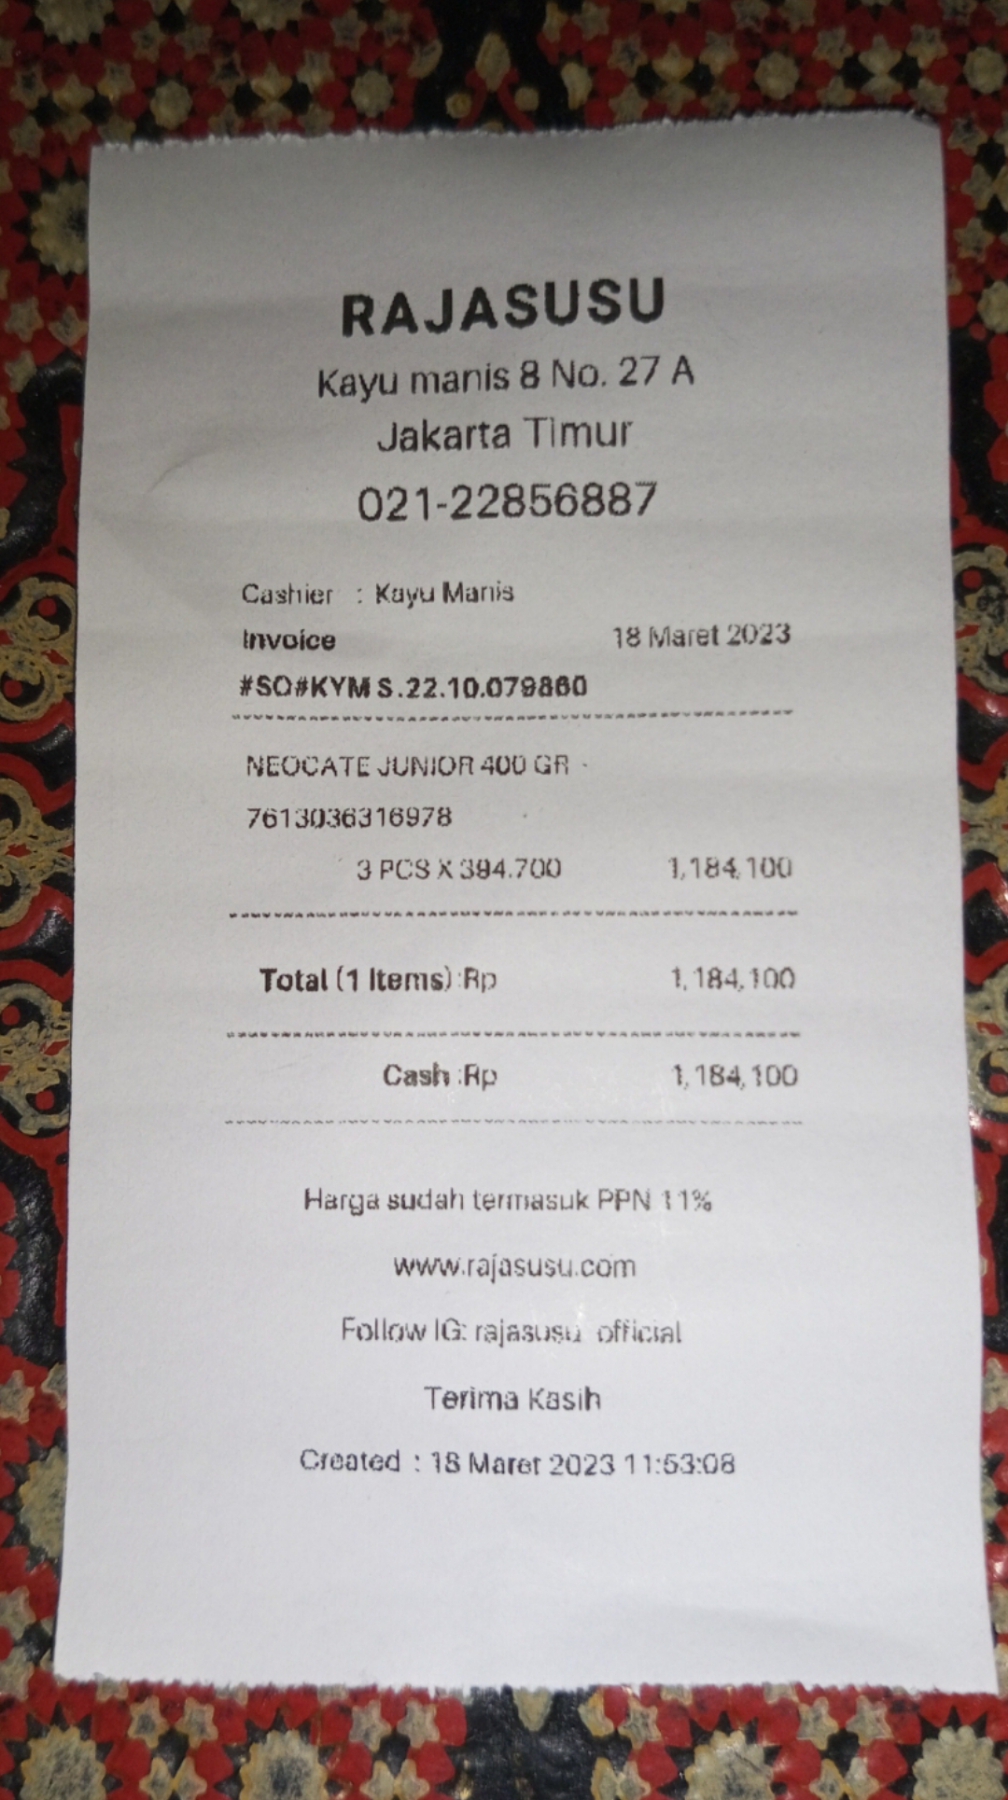 RAJASUSU
Kayu manis 8 No. 27 A
Jakarta Timur
021-22856887
Cashier : Kayu Manis
Invoice 18 Maret 2023
#SO#KYMS.22.10.079860
NEOCATE JUNIOR 400 GR -
7613036316978
3 PCS X 394.700 1,184,100
Total (1 Items) :Rp 1,184,100
Cash :Rp 1,184,100
Harga sudah termasuk PPN 11%
www.rajasusu.com
Follow IG: rajasusu_official
Terima Kasih
Created : 18 Maret 2023 11:53:08